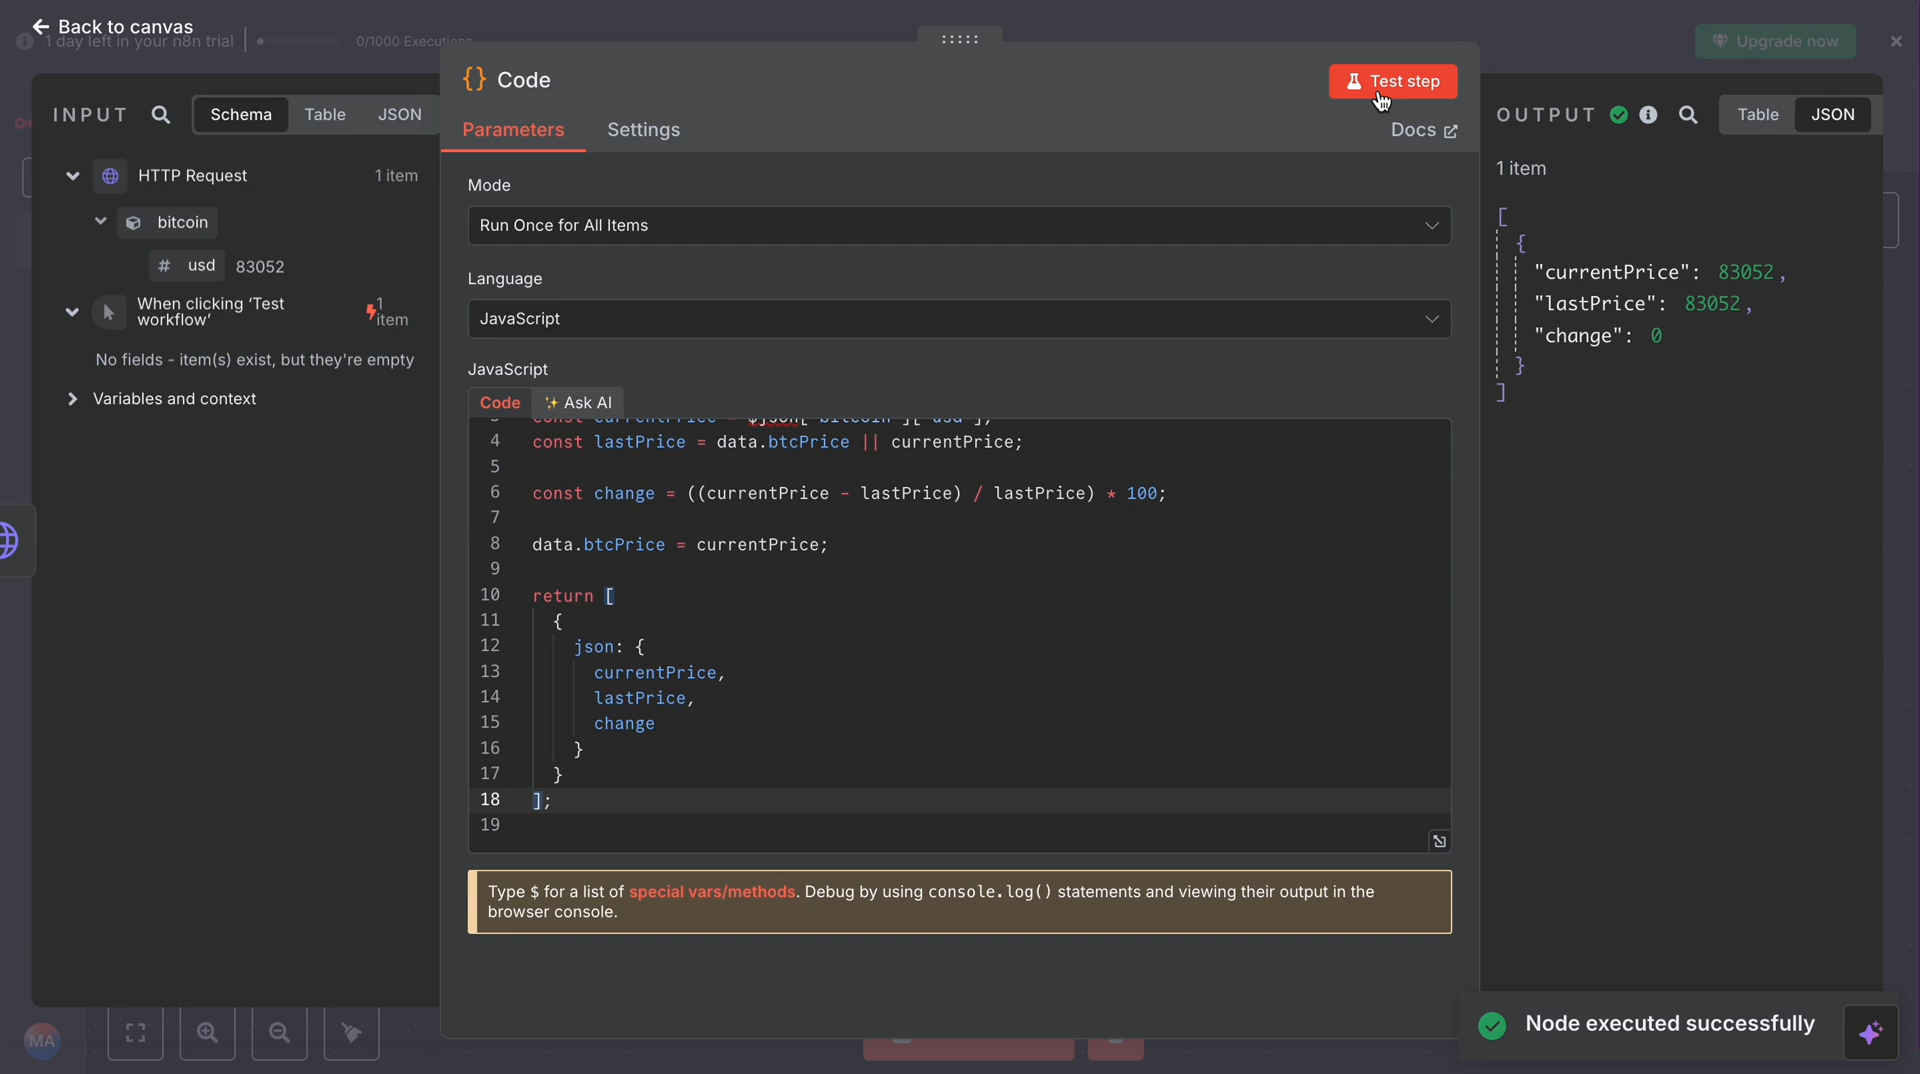 Back to canvas
1 day left in your n8n trial
0/1000 Executions
Upgrade now
INPUT
Schema
Table
JSON
HTTP Request
1 item
bitcoin
# usd
83052
When clicking ‘Test workflow’
1 item
No fields - item(s) exist, but they're empty
Variables and context
{} Code
Test step
Parameters
Settings
Docs
Mode
Run Once for All Items
Language
JavaScript
JavaScript
Code
Ask AI
4 const lastPrice = data.btcPrice || currentPrice;
5
6 const change = ((currentPrice - lastPrice) / lastPrice) * 100;
7
8 data.btcPrice = currentPrice;
9
10 return [
11 {
12 json: {
13 currentPrice,
14 lastPrice,
15 change
16 }
17 }
18 ];
19
Type $ for a list of special vars/methods. Debug by using console.log() statements and viewing their output in the
browser console.
OUTPUT
Table
JSON
1 item
[
{
"currentPrice": 83052,
"lastPrice": 83052,
"change": 0
}
]
MA
Node executed successfully